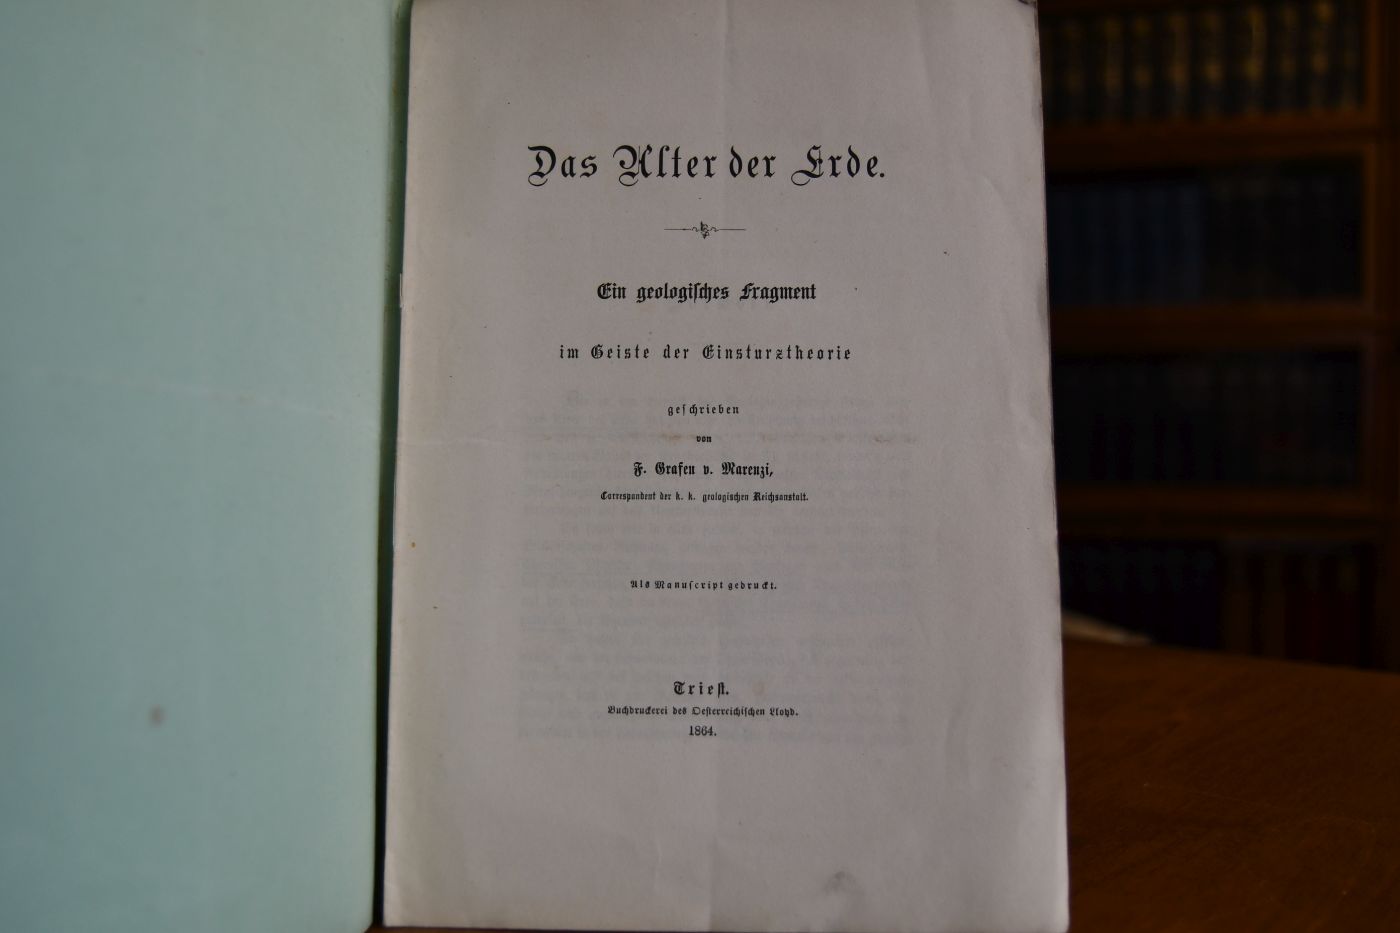 Das Alter der Erde.
Ein geologiſches Fragment
im Geiste der Einsturztheorie
geſchrieben
von
F. Grafen v. Marenzi,
Correspondent der k. k. geologischen Reichsanstalt.
Als Manuſcript gedruckt.
Trieſt.
Buchdruckerei des Oeſterreichiſchen Lloyd.
1864.